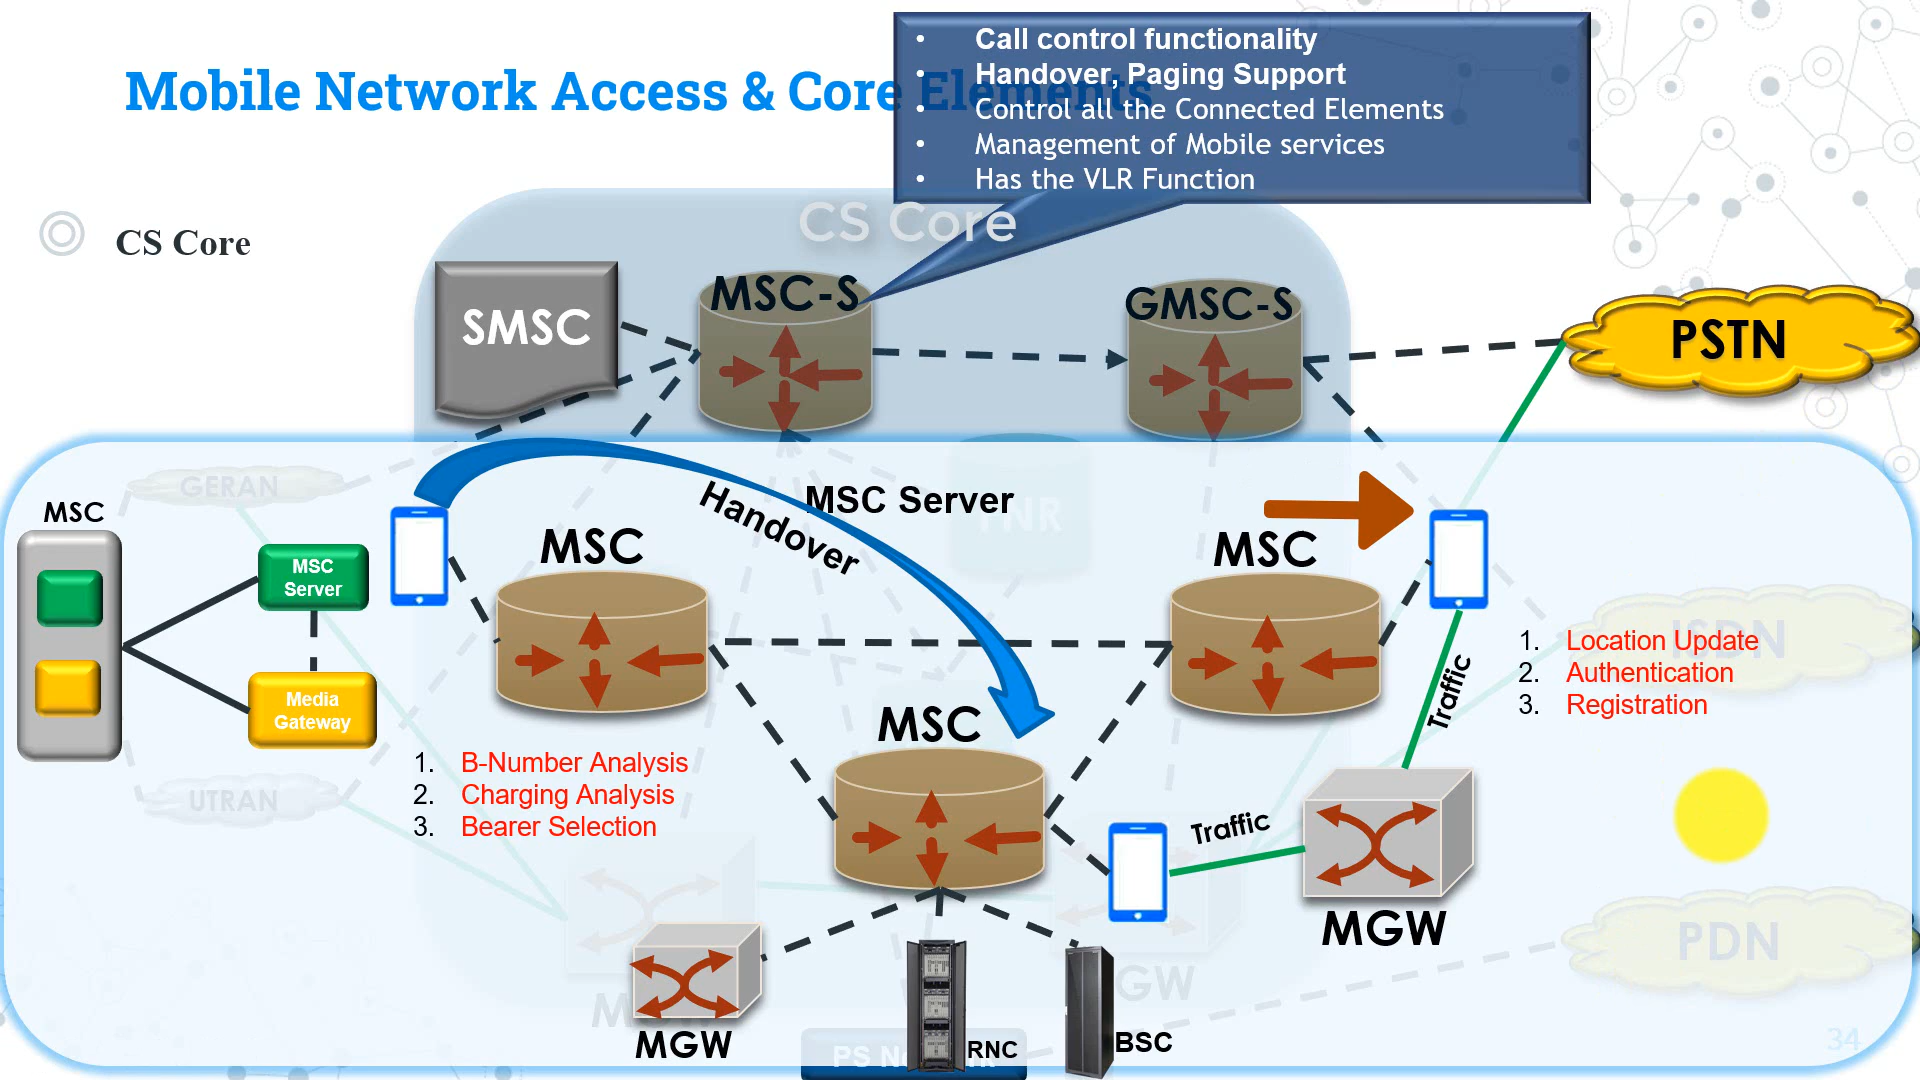 Mobile Network Access & Core Elements
• Call control functionality
• Handover, Paging Support
• Control all the Connected Elements
• Management of Mobile services
• Has the VLR Function
CS Core
CS Core
SMSC
MSC-S
GMSC-S
PSTN
GERAN
MSC
MSC
Server
Media
Gateway
UTRAN
MSC
Handover
MSC Server
MSC
ISDN
1. Location Update
2. Authentication
3. Registration
Traffic
MSC
1. B-Number Analysis
2. Charging Analysis
3. Bearer Selection
Traffic
MGW
PDN
MGW
RNC
BSC
34